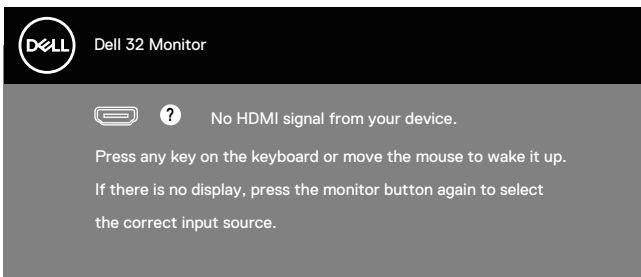 DELL
Dell 32 Monitor
? No HDMI signal from your device.
Press any key on the keyboard or move the mouse to wake it up.
If there is no display, press the monitor button again to select
the correct input source.